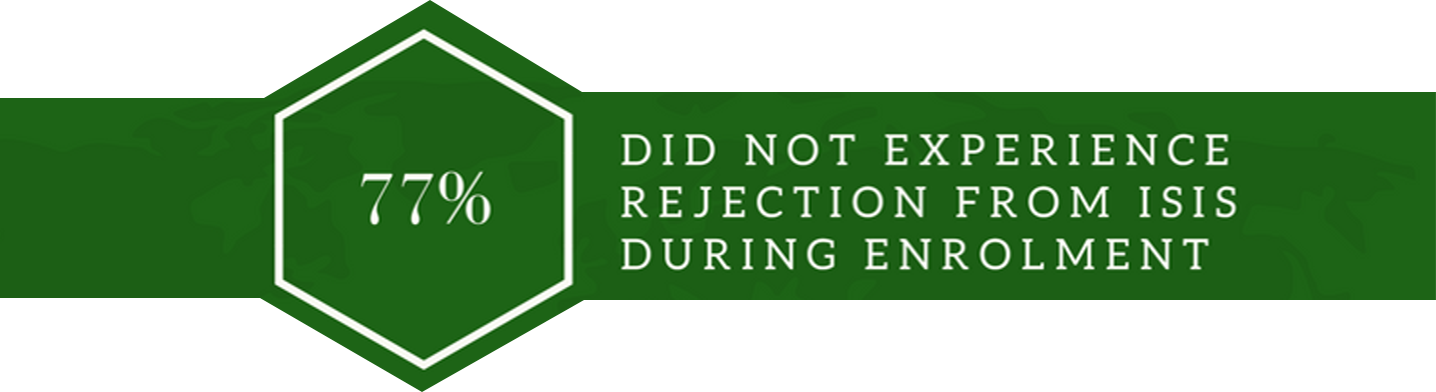 77%
DID NOT EXPERIENCE
REJECTION FROM ISIS
DURING ENROLMENT